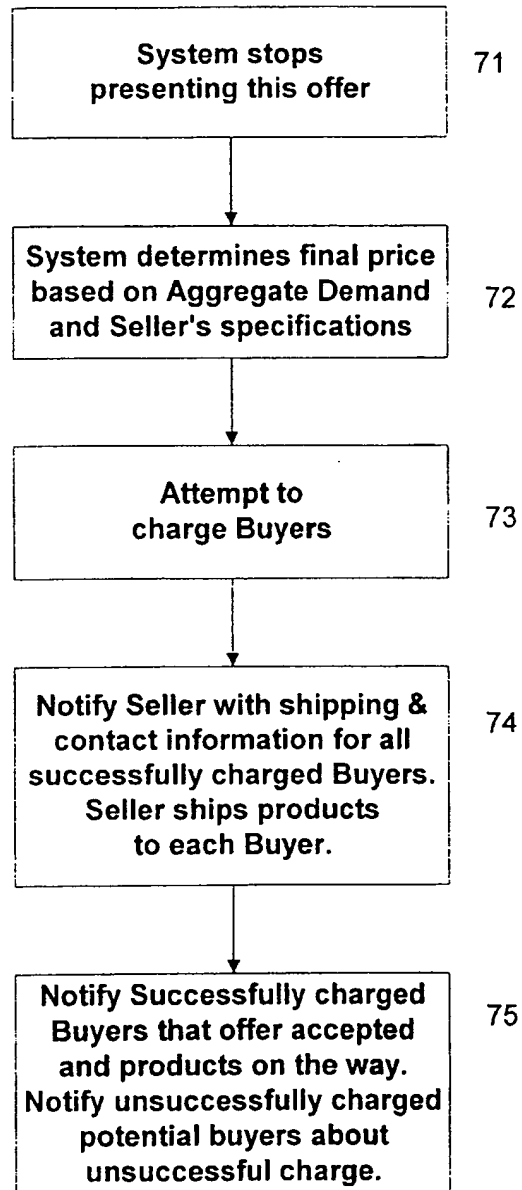 System stops
presenting this offer
71
System determines final price
based on Aggregate Demand
and Seller's specifications
72
Attempt to
charge Buyers
73
Notify Seller with shipping &
contact information for all
successfully charged Buyers.
Seller ships products
to each Buyer.
74
Notify Successfully charged
Buyers that offer accepted
and products on the way.
Notify unsuccessfully charged
potential buyers about
unsuccessful charge.
75